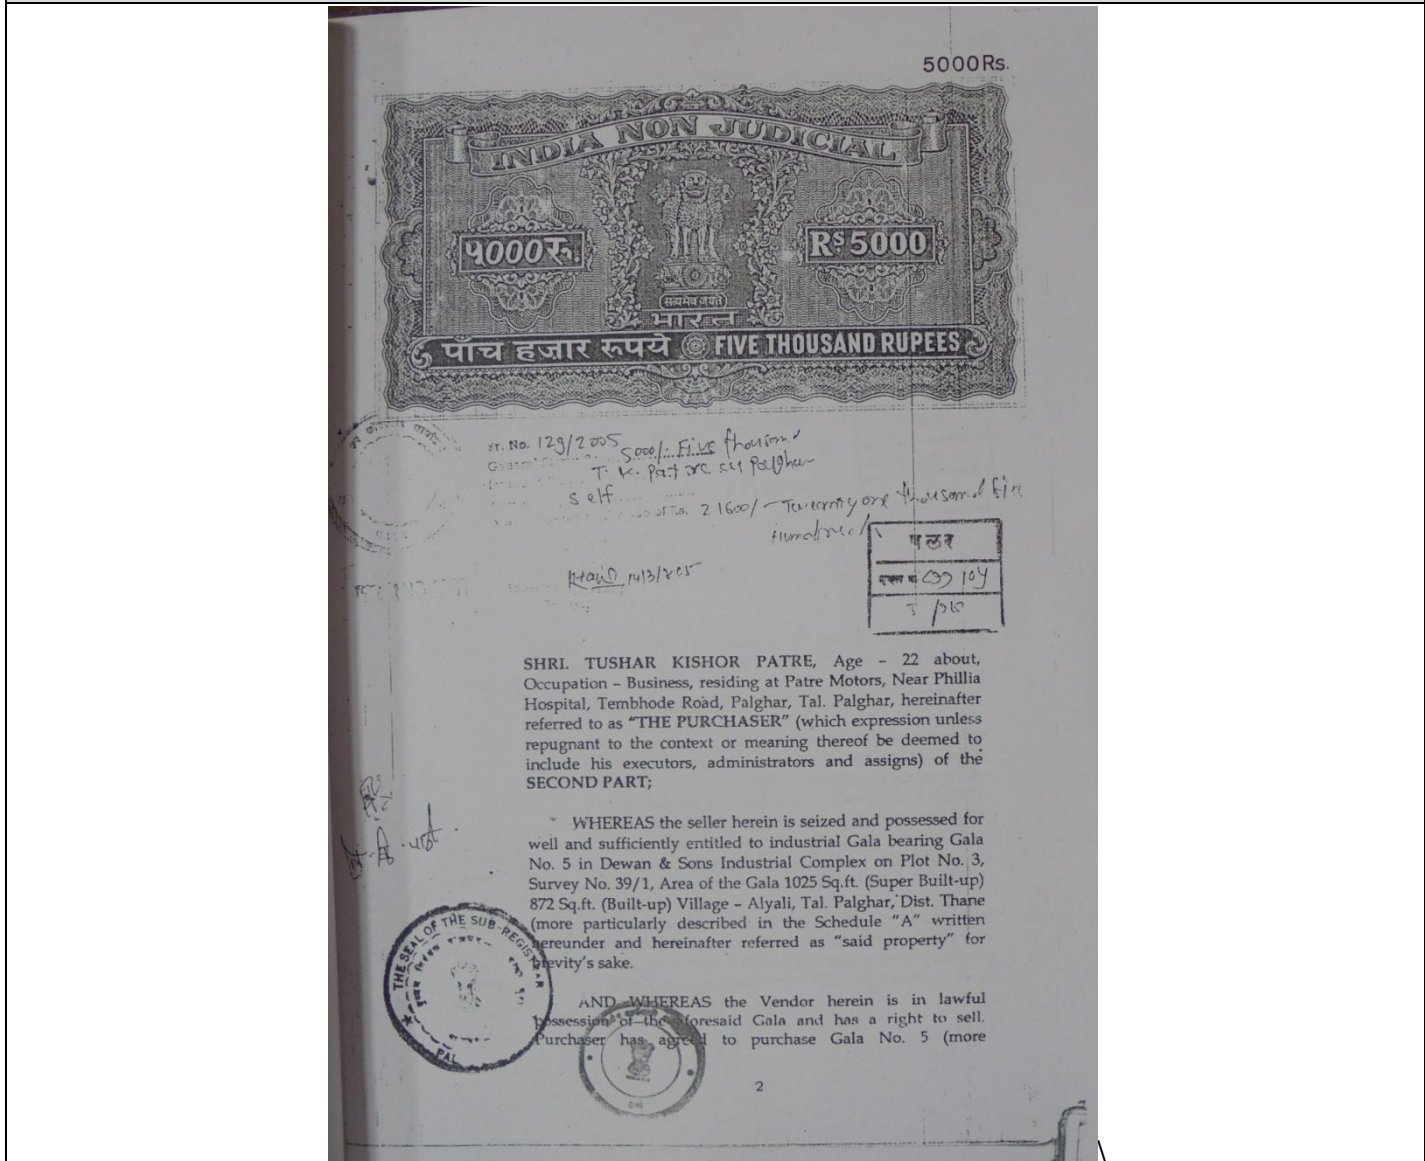 5000Rs.
INDIA NON JUDICIAL
५000रू.
Rs 5000
सत्यमेव जयते
भारत
पाँच हजार रूपये
FIVE THOUSAND RUPEES
Sr. No. 129/2005
5000/- Five thousand
T. K. Patre
Palghar
self
21600/-
thousand
14/3/2005
पलर
SHRI. TUSHAR KISHOR PATRE, Age – 22 about,
Occupation – Business, residing at Patre Motors, Near Phillia
Hospital, Tembhode Road, Palghar, Tal. Palghar, hereinafter
referred to as "THE PURCHASER" (which expression unless
repugnant to the context or meaning thereof be deemed to
include his executors, administrators and assigns) of the
SECOND PART;
WHEREAS the seller herein is seized and possessed for
well and sufficiently entitled to industrial Gala bearing Gala
No. 5 in Dewan & Sons Industrial Complex on Plot No. 3,
Survey No. 39/1, Area of the Gala 1025 Sq.ft. (Super Built-up)
872 Sq.ft. (Built-up) Village – Alyali, Tal. Palghar, Dist. Thane
(more particularly described in the Schedule "A" written
hereunder and hereinafter referred as "said property" for
brevity's sake.
AND WHEREAS the Vendor herein is in lawful
possession of the aforesaid Gala and has a right to sell.
Purchaser has agreed to purchase Gala No. 5 (more
THE SEAL OF THE SUB-REGISTRAR
PAL
2